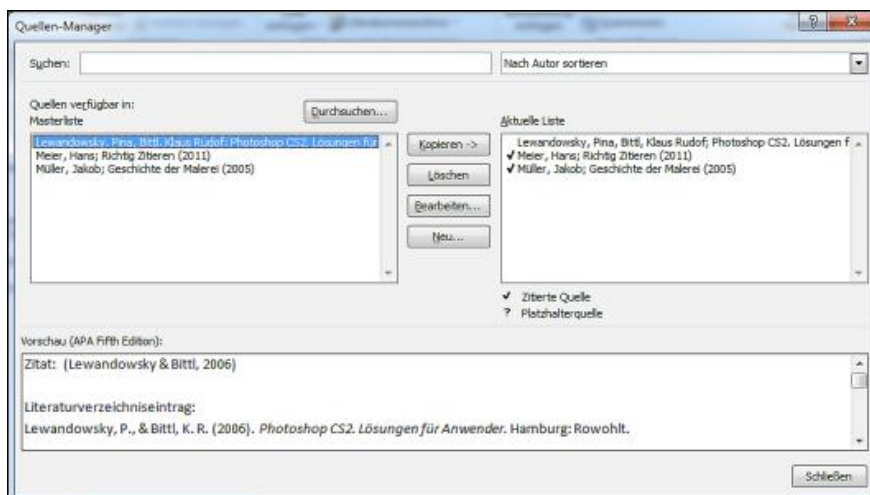 Quellen-Manager
Suchen:
Nach Autor sortieren
Quellen verfügbar in:
Masterliste
Durchsuchen...
Aktuelle Liste
Lewandowsky, Pina, Bittl, Klaus Rudof; Photoshop CS2. Lösungen für
Meier, Hans; Richtig Zitieren (2011)
Müller, Jakob; Geschichte der Malerei (2005)
Kopieren ->
Löschen
Bearbeiten...
Neu...
Lewandowsky, Pina, Bittl, Klaus Rudof; Photoshop CS2. Lösungen f
✓ Meier, Hans; Richtig Zitieren (2011)
✓ Müller, Jakob; Geschichte der Malerei (2005)
✓ Zitierte Quelle
? Platzhalterquelle
Vorschau (APA Fifth Edition):
Zitat: (Lewandowsky & Bittl, 2006)
Literaturverzeichniseintrag:
Lewandowsky, P., & Bittl, K. R. (2006). Photoshop CS2. Lösungen für Anwender. Hamburg: Rowohlt.
Schließen